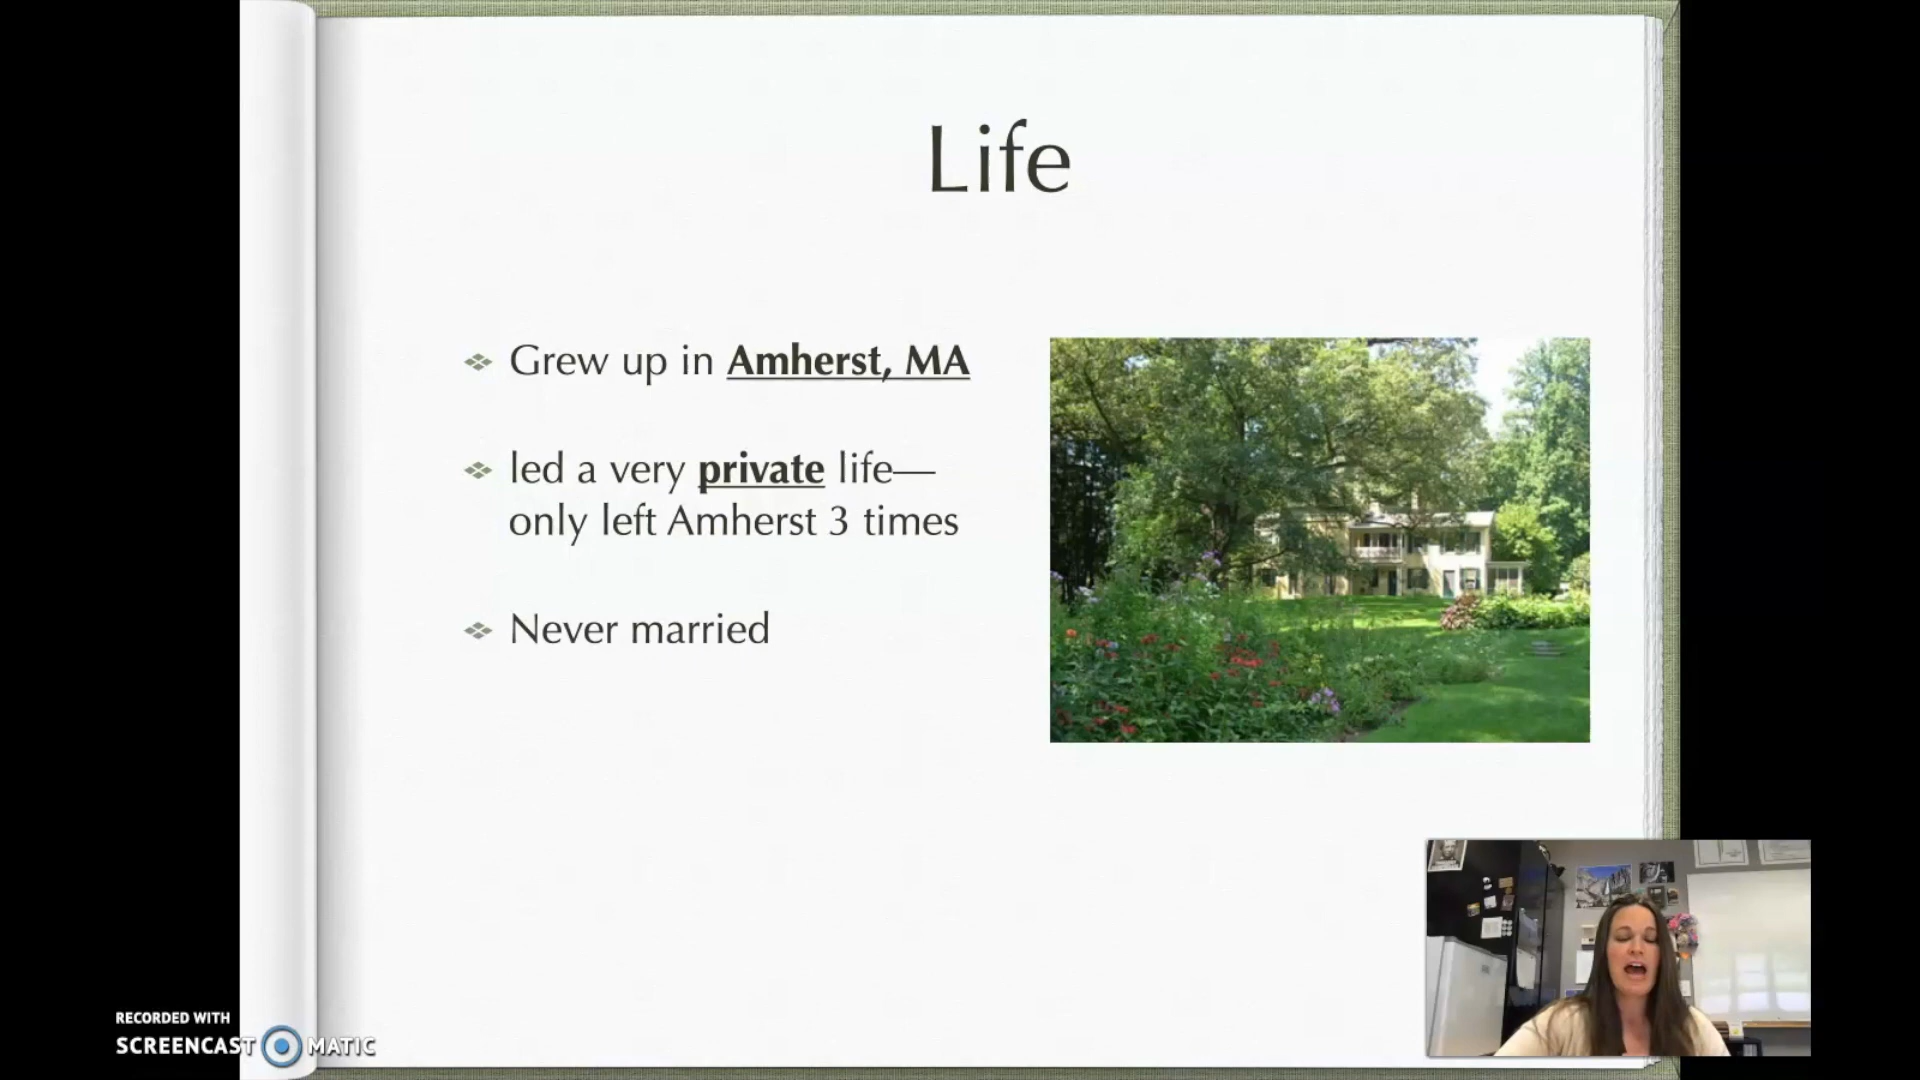 Life
Grew up in Amherst, MA
led a very private life—
only left Amherst 3 times
Never married
RECORDED WITH
SCREENCAST MATIC